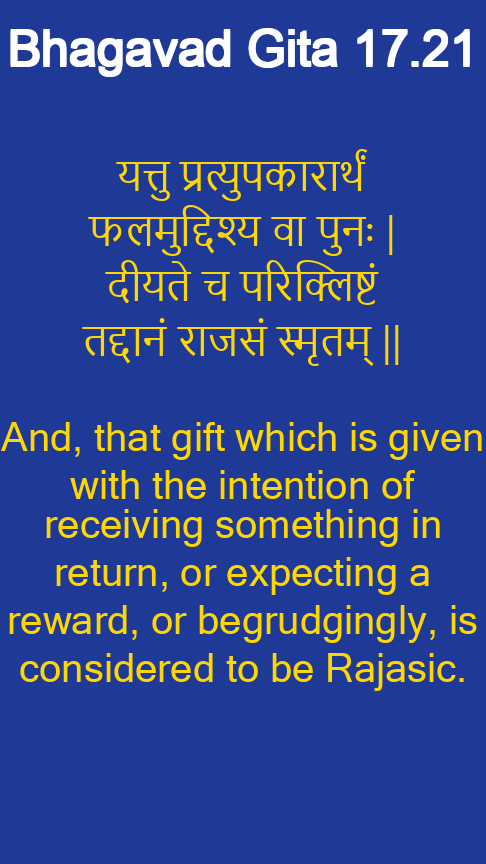 Bhagavad Gita 17.21
यत्तु प्रत्युपकारार्थं
फलमुद्दिश्य वा पुनः |
दीयते च परिक्लिष्टं
तद्दानं राजसं स्मृतम् ||
And, that gift which is given
with the intention of
receiving something in
return, or expecting a
reward, or begrudgingly, is
considered to be Rajasic.